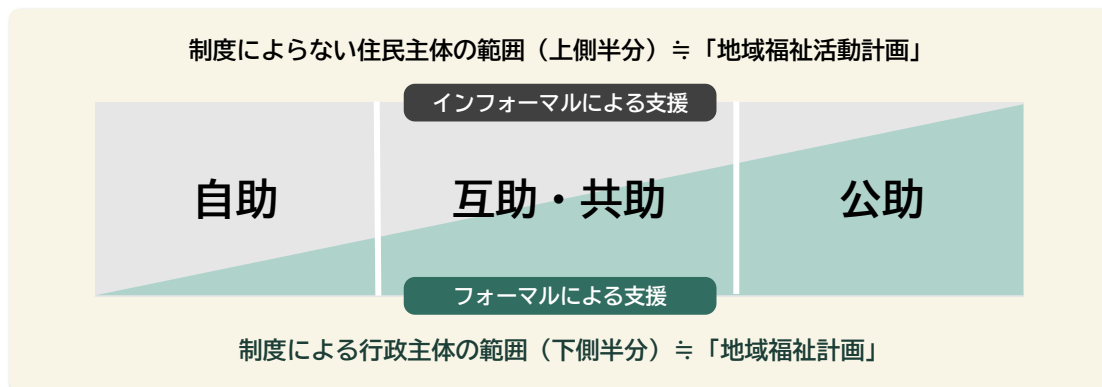 制度によらない住民主体の範囲（上側半分）≒「地域福祉活動計画」
インフォーマルによる支援
自助
互助・共助
公助
フォーマルによる支援
制度による行政主体の範囲（下側半分）≒「地域福祉計画」